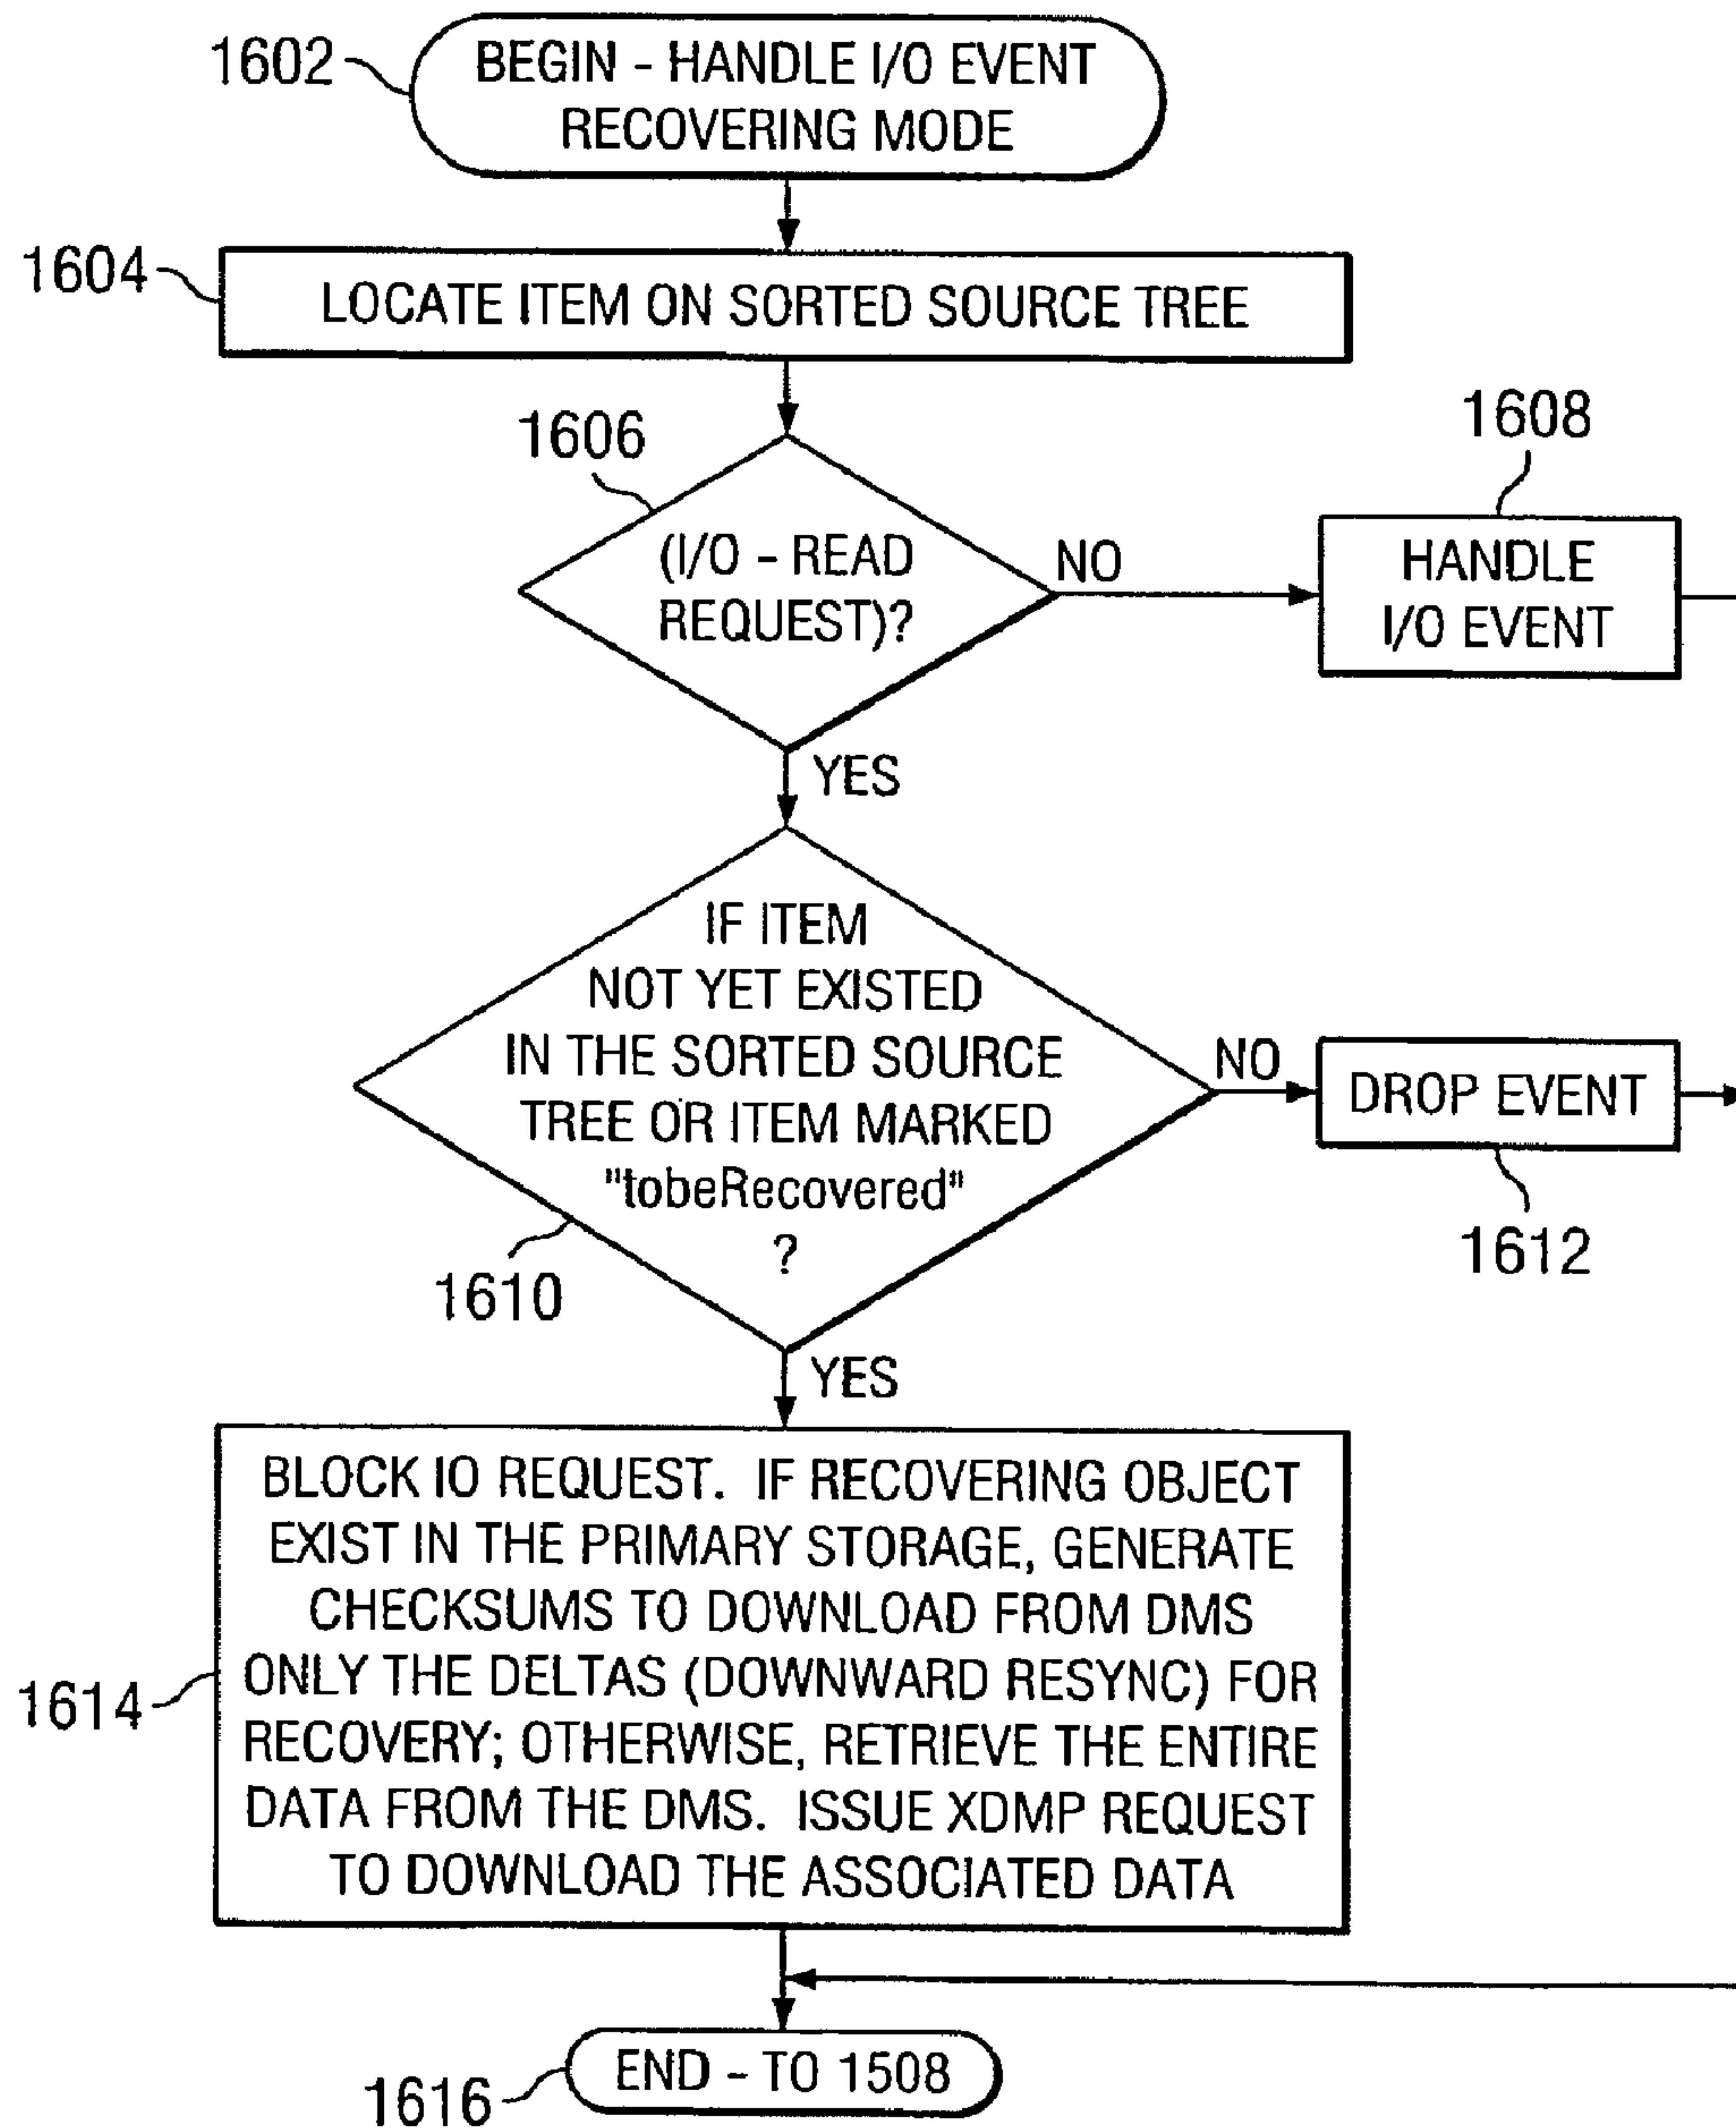 1602
BEGIN - HANDLE I/O EVENT
RECOVERING MODE
1604
LOCATE ITEM ON SORTED SOURCE TREE
1606
(I/O - READ
REQUEST)?
NO
1608
HANDLE
I/O EVENT
YES
IF ITEM
NOT YET EXISTED
IN THE SORTED SOURCE
TREE OR ITEM MARKED
"tobeRecovered"
?
1610
NO
DROP EVENT
1612
YES
1614
BLOCK IO REQUEST. IF RECOVERING OBJECT
EXIST IN THE PRIMARY STORAGE, GENERATE
CHECKSUMS TO DOWNLOAD FROM DMS
ONLY THE DELTAS (DOWNWARD RESYNC) FOR
RECOVERY; OTHERWISE, RETRIEVE THE ENTIRE
DATA FROM THE DMS. ISSUE XDMP REQUEST
TO DOWNLOAD THE ASSOCIATED DATA
END - TO 1508
1616